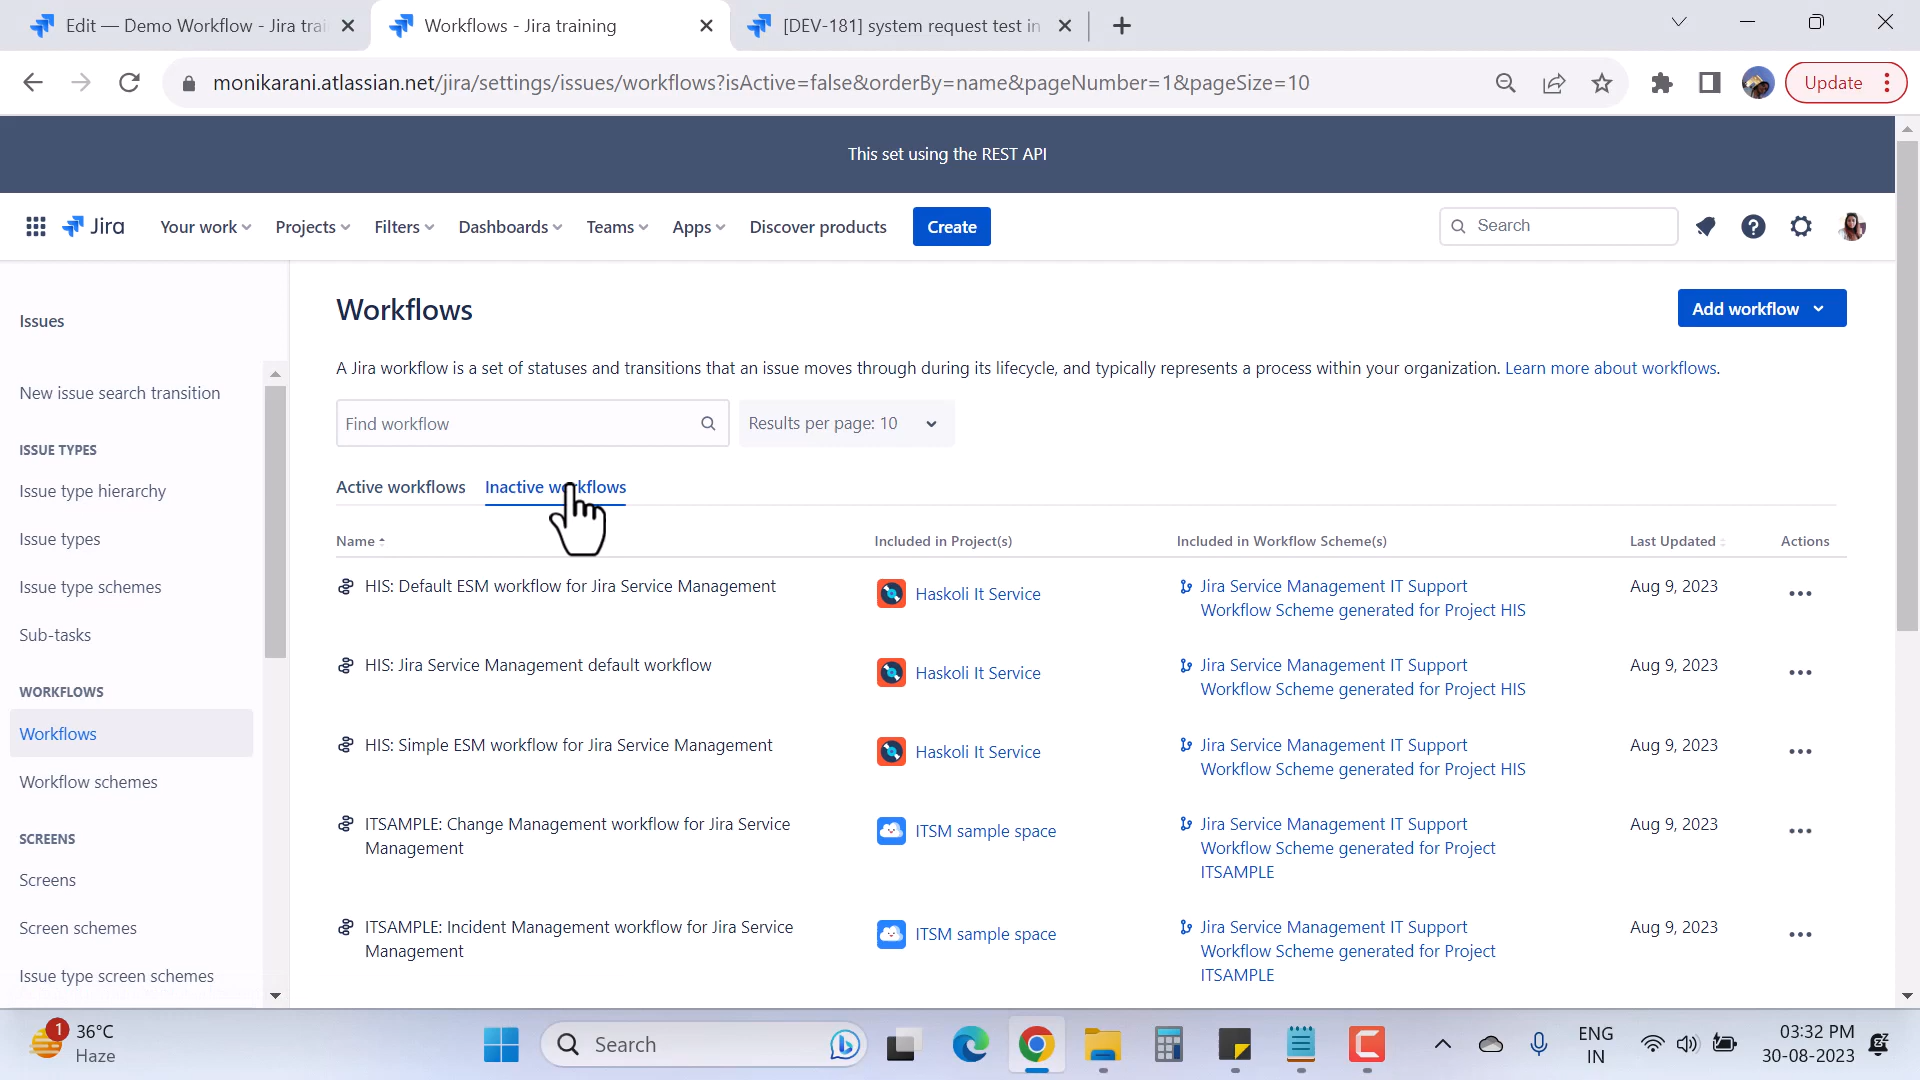 Edit — Demo Workflow - Jira trai
Workflows - Jira training
[DEV-181] system request test in
monikarani.atlassian.net/jira/settings/issues/workflows?isActive=false&orderBy=name&pageNumber=1&pageSize=10
Update
This set using the REST API
Jira
Your work
Projects
Filters
Dashboards
Teams
Apps
Discover products
Create
Search
Issues
New issue search transition
ISSUE TYPES
Issue type hierarchy
Issue types
Issue type schemes
Sub-tasks
WORKFLOWS
Workflows
Workflow schemes
SCREENS
Screens
Screen schemes
Issue type screen schemes
Workflows
Add workflow
A Jira workflow is a set of statuses and transitions that an issue moves through during its lifecycle, and typically represents a process within your organization. Learn more about workflows.
Find workflow
Results per page: 10
Active workflows
Inactive workflows
Name
Included in Project(s)
Included in Workflow Scheme(s)
Last Updated
Actions
HIS: Default ESM workflow for Jira Service Management
Haskoli It Service
Jira Service Management IT Support
Workflow Scheme generated for Project HIS
Aug 9, 2023
HIS: Jira Service Management default workflow
Haskoli It Service
Jira Service Management IT Support
Workflow Scheme generated for Project HIS
Aug 9, 2023
HIS: Simple ESM workflow for Jira Service Management
Haskoli It Service
Jira Service Management IT Support
Workflow Scheme generated for Project HIS
Aug 9, 2023
ITSAMPLE: Change Management workflow for Jira Service
Management
ITSM sample space
Jira Service Management IT Support
Workflow Scheme generated for Project
ITSAMPLE
Aug 9, 2023
ITSAMPLE: Incident Management workflow for Jira Service
Management
ITSM sample space
Jira Service Management IT Support
Workflow Scheme generated for Project
ITSAMPLE
Aug 9, 2023
1
36°C
Haze
Search
ENG
IN
03:32 PM
30-08-2023